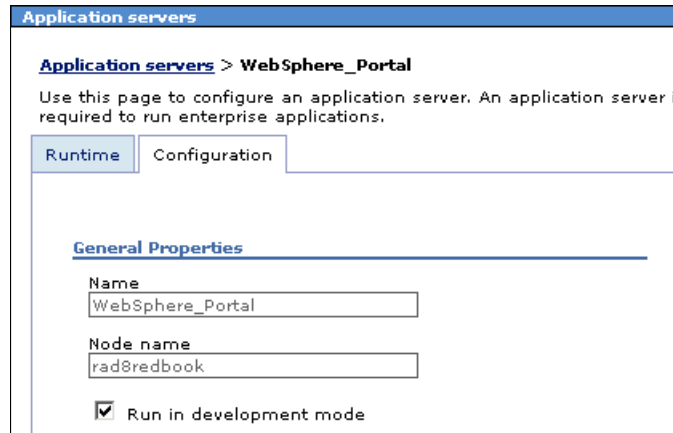 Application servers
Application servers > WebSphere_Portal
Use this page to configure an application server. An application server
required to run enterprise applications.
Runtime
Configuration
General Properties
Name
WebSphere_Portal
Node name
rad8redbook
Run in development mode